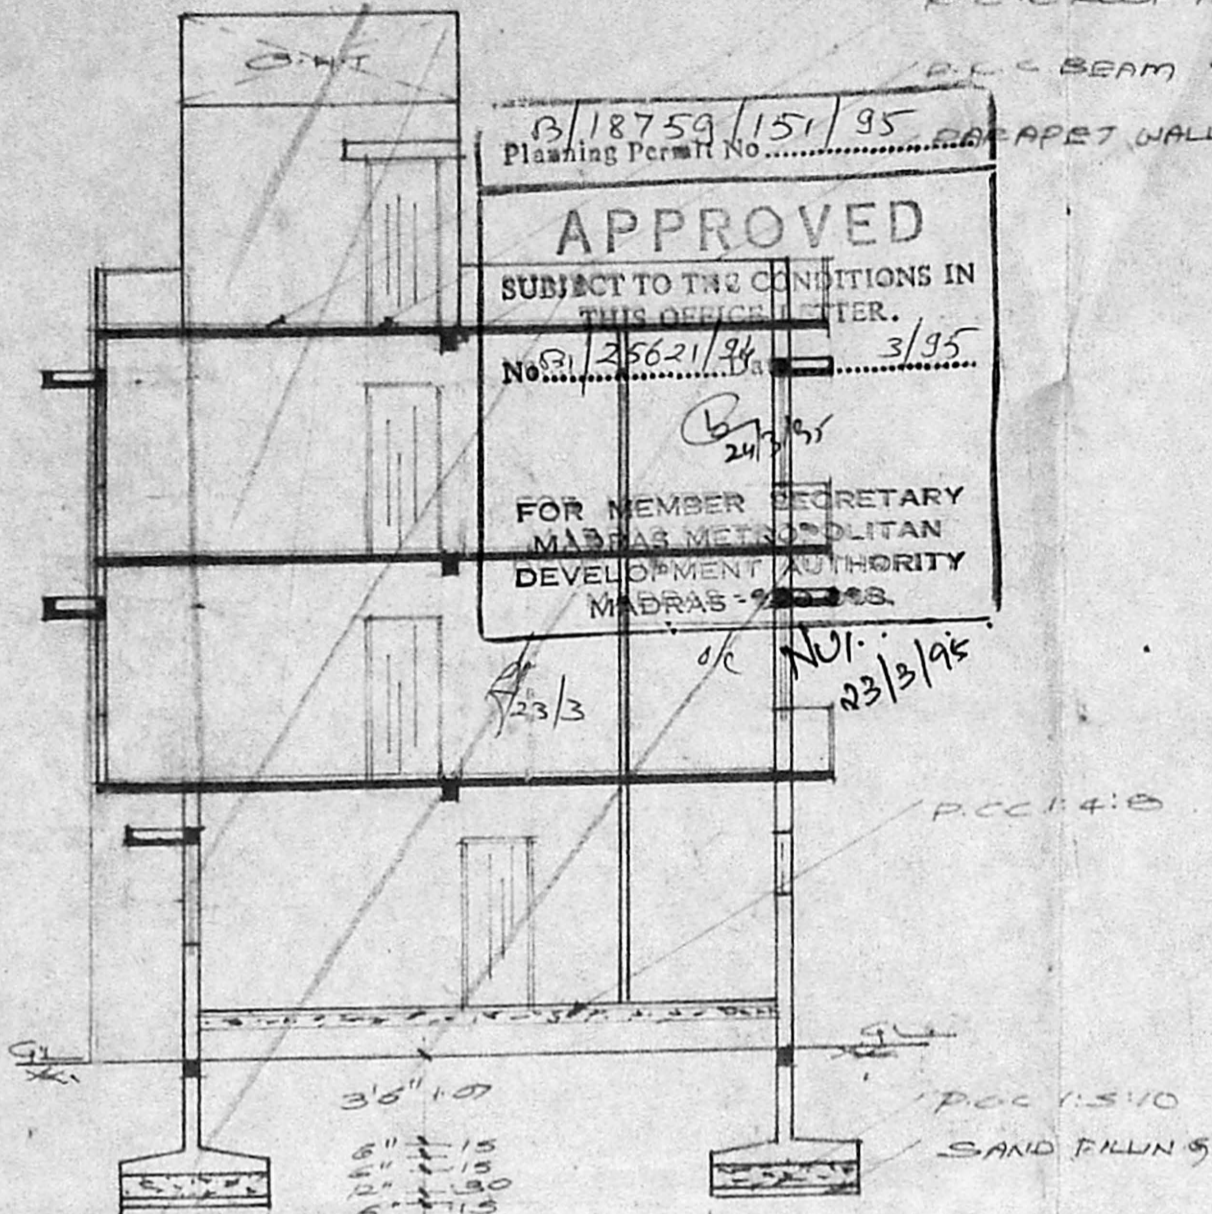 O.H.T
R.C.C BEAM
PARAPET WALL
B/18759/151/95
Planning Permit No
APPROVED
SUBJECT TO THE CONDITIONS IN
THIS OFFICE LETTER.
No B1/25621/94 Da 3/95
24/3/95
FOR MEMBER SECRETARY
MADRAS METROPOLITAN
DEVELOPMENT AUTHORITY
MADRAS -
23/3
o/c
23/3/95
P.C.C 1:4:8
GL
GL
3'6" 1.07
6" 15
6" 15
30
6" 15
P.C.C 1:5:10
SAND FILLING